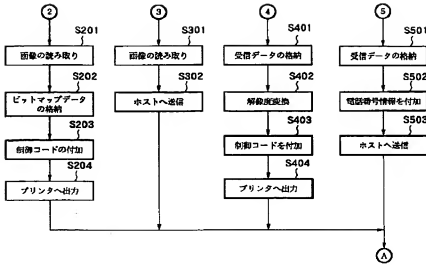 ②
S201
画像の読み取り
S202
ビットマップデータ
の格納
S203
制御コードの付加
S204
プリンタへ出力
③
S301
画像の読み取り
S302
ホストへ送信
④
S401
受信データの格納
S402
解像度変換
S403
制御コードを付加
S404
プリンタへ出力
⑤
S501
受信データの格納
S502
電話番号情報を付加
S503
ホストへ送信
A